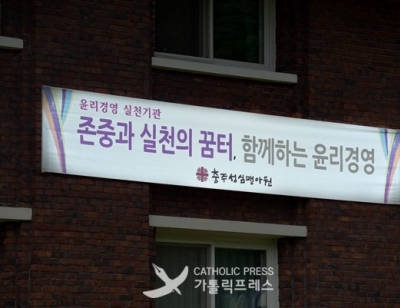 윤리경영 실천기관
존중과 실천의 꿈터, 함께하는 윤리경영
충주성심맹아원
CATHOLIC PRESS
가톨릭프레스